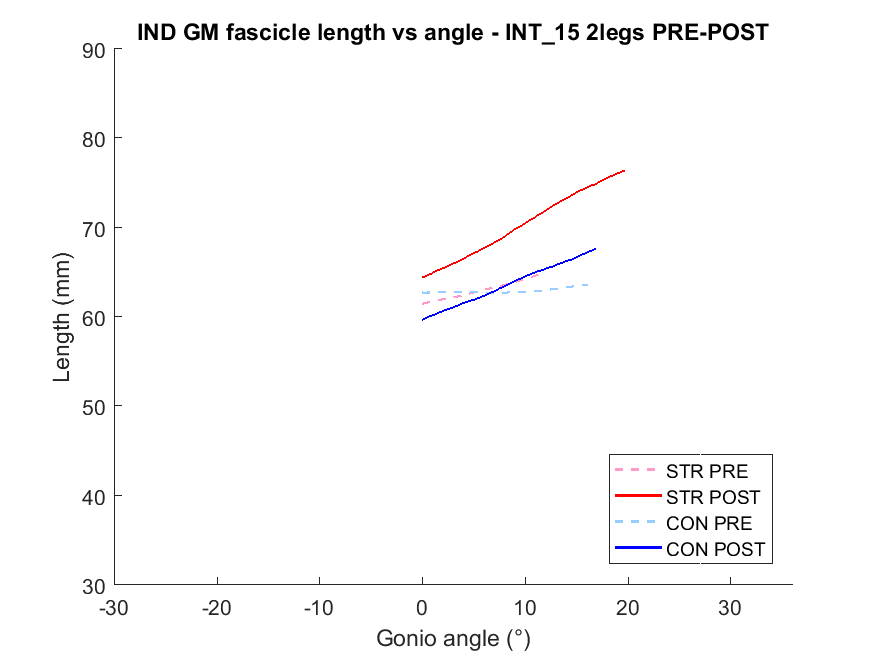 IND GM fascicle length vs angle - INT_15 2legs PRE-POST
90
80
70
60
50
40
30
Length (mm)
-30
-20
-10
0
10
20
30
Gonio angle (°)
STR PRE
STR POST
CON PRE
CON POST